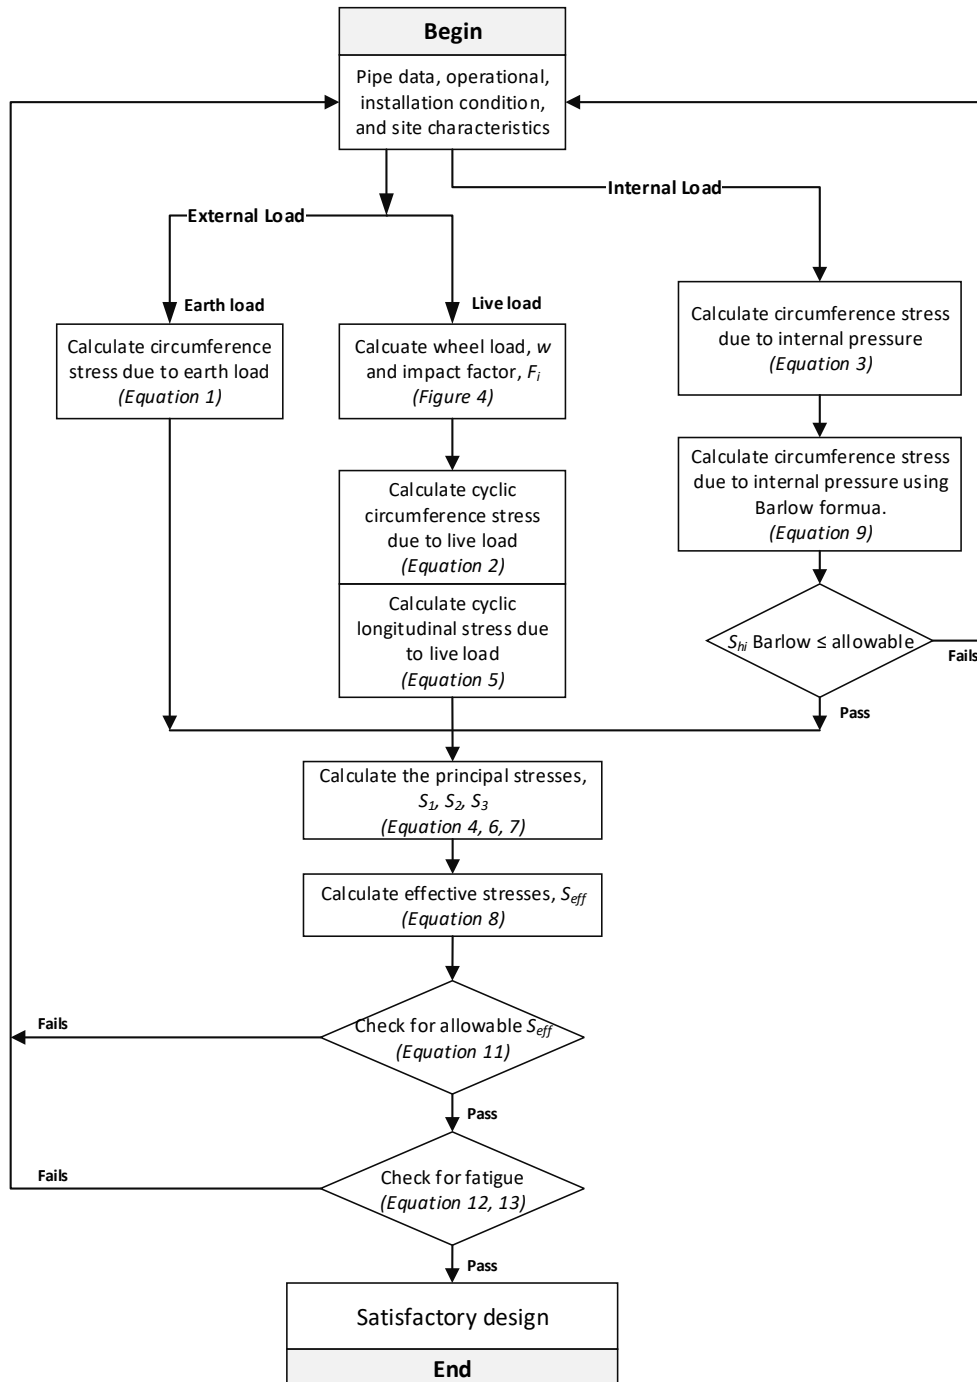 Begin
Pipe data, operational,
installation condition,
and site characteristics
External Load
Internal Load
Earth load
Live load
Calculate circumference
stress due to earth load
(Equation 1)
Calcuate wheel load, w
and impact factor, Fi
(Figure 4)
Calculate circumference stress
due to internal pressure
(Equation 3)
Calculate cyclic
circumference stress
due to live load
(Equation 2)
Calculate cyclic
longitudinal stress due
to live load
(Equation 5)
Calculate circumference stress
due to internal pressure using
Barlow formua.
(Equation 9)
Shi Barlow ≤ allowable
Fails
Pass
Calculate the principal stresses,
S1, S2, S3
(Equation 4, 6, 7)
Calculate effective stresses, Seff
(Equation 8)
Check for allowable Seff
(Equation 11)
Fails
Pass
Check for fatigue
(Equation 12, 13)
Fails
Pass
Satisfactory design
End